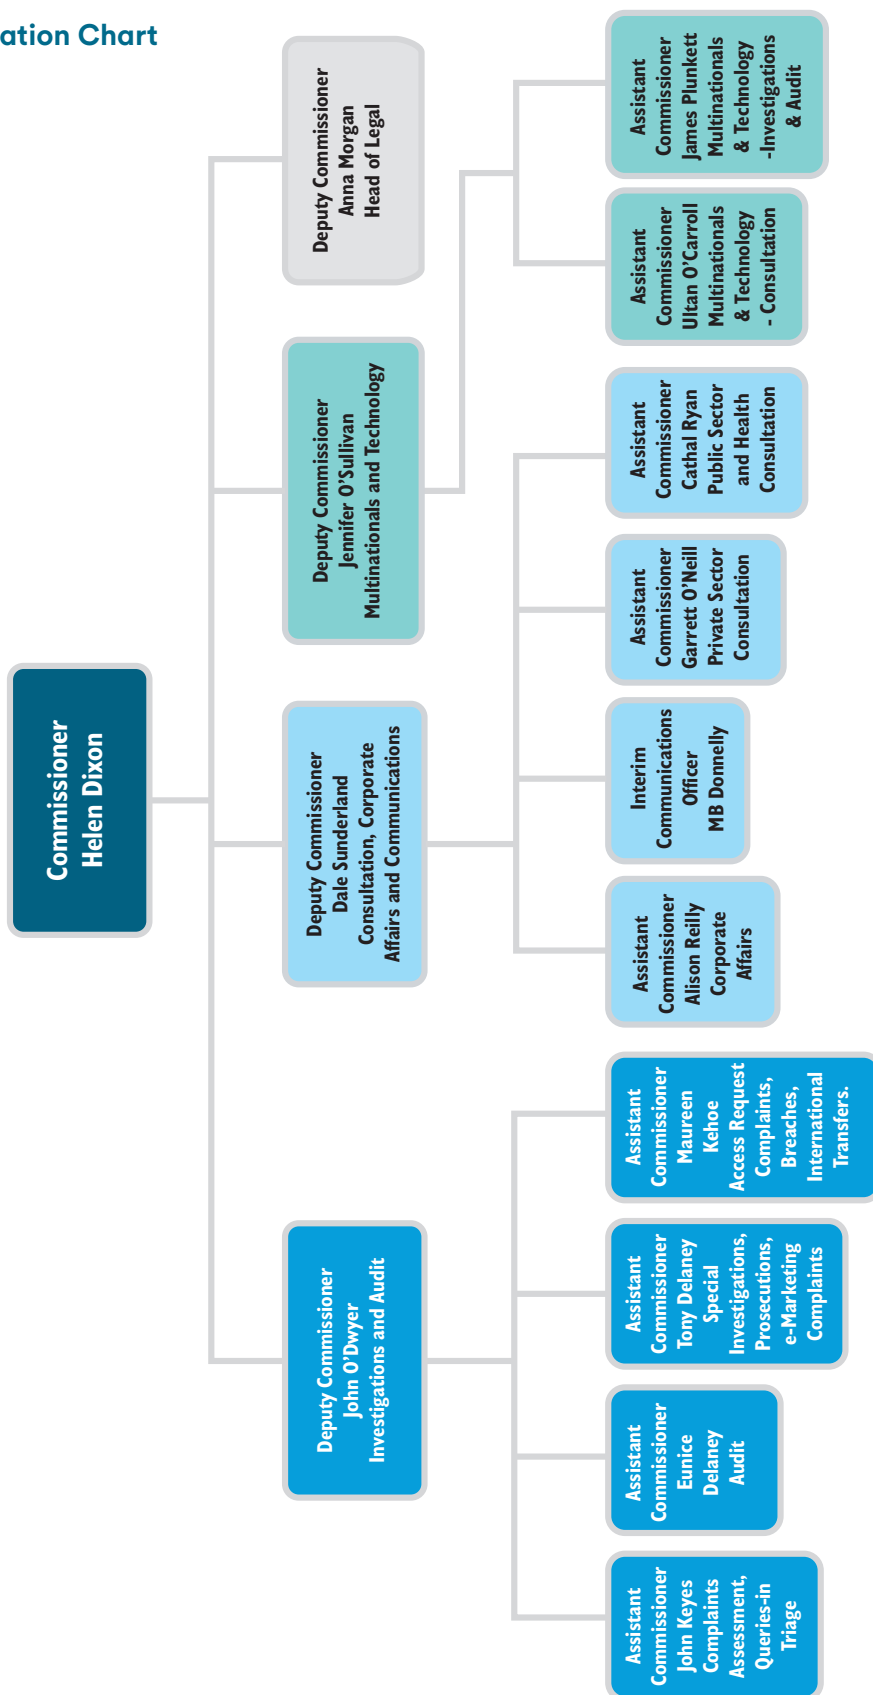 ation Chart
Commissioner
Helen Dixon
Deputy Commissioner
John O'Dwyer
Investigations and Audit
Deputy Commissioner
Dale Sunderland
Consultation, Corporate
Affairs and Communications
Deputy Commissioner
Jennifer O'Sullivan
Multinationals and Technology
Deputy Commissioner
Anna Morgan
Head of Legal
Assistant
Commissioner
John Keyes
Complaints
Assessment,
Queries-in
Triage
Assistant
Commissioner
Eunice
Delaney
Audit
Assistant
Commissioner
Tony Delaney
Special
Investigations,
Prosecutions,
e-Marketing
Complaints
Assistant
Commissioner
Maureen
Kehoe
Access Request
Complaints,
Breaches,
International
Transfers.
Assistant
Commissioner
Alison Reilly
Corporate
Affairs
Interim
Communications
Officer
MB Donnelly
Assistant
Commissioner
Garrett O'Neill
Private Sector
Consultation
Assistant
Commissioner
Cathal Ryan
Public Sector
and Health
Consultation
Assistant
Commissioner
Ultan O'Carroll
Multinationals
& Technology
- Consultation
Assistant
Commissioner
James Plunkett
Multinationals
& Technology
-Investigations
& Audit